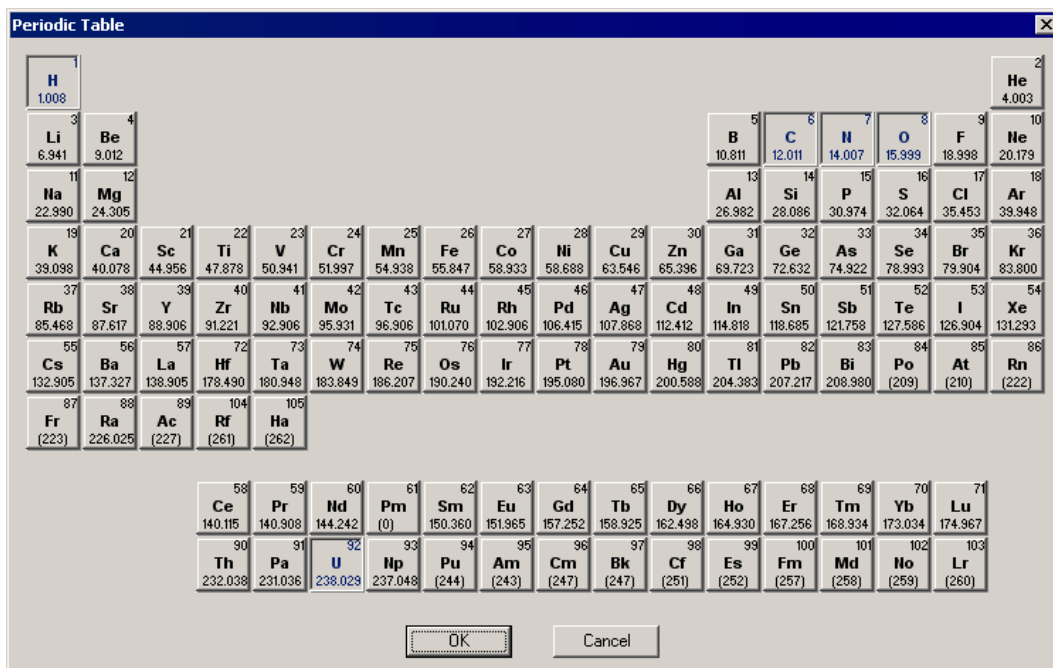 Periodic Table
1 2
H He
1.008 4.003
3 4 5 6 7 8 9 10
Li Be B C N O F Ne
6.941 9.012 10.811 12.011 14.007 15.999 18.998 20.179
11 12 13 14 15 16 17 18
Na Mg Al Si P S Cl Ar
22.990 24.305 26.982 28.086 30.974 32.064 35.453 39.948
19 20 21 22 23 24 25 26 27 28 29 30 31 32 33 34 35 36
K Ca Sc Ti V Cr Mn Fe Co Ni Cu Zn Ga Ge As Se Br Kr
39.098 40.078 44.956 47.878 50.941 51.997 54.938 55.847 58.933 58.688 63.546 65.396 69.723 72.632 74.922 78.993 79.904 83.800
37 38 39 40 41 42 43 44 45 46 47 48 49 50 51 52 53 54
Rb Sr Y Zr Nb Mo Tc Ru Rh Pd Ag Cd In Sn Sb Te I Xe
85.468 87.617 88.906 91.221 92.906 95.931 96.906 101.070 102.906 106.415 107.868 112.412 114.818 118.685 121.758 127.586 126.904 131.293
55 56 57 72 73 74 75 76 77 78 79 80 81 82 83 84 85 86
Cs Ba La Hf Ta W Re Os Ir Pt Au Hg Tl Pb Bi Po At Rn
132.905 137.327 138.905 178.490 180.948 183.849 186.207 190.240 192.216 195.080 196.967 200.588 204.383 207.217 208.980 (209) (210) (222)
87 88 89 104 105
Fr Ra Ac Rf Ha
(223) 226.025 (227) (261) (262)
58 59 60 61 62 63 64 65 66 67 68 69 70 71
Ce Pr Nd Pm Sm Eu Gd Tb Dy Ho Er Tm Yb Lu
140.115 140.908 144.242 (0) 150.360 151.965 157.252 158.925 162.498 164.930 167.256 168.934 173.034 174.967
90 91 92 93 94 95 96 97 98 99 100 101 102 103
Th Pa U Np Pu Am Cm Bk Cf Es Fm Md No Lr
232.038 231.036 238.029 237.048 (244) (243) (247) (247) (251) (252) (257) (258) (259) (260)
OK Cancel